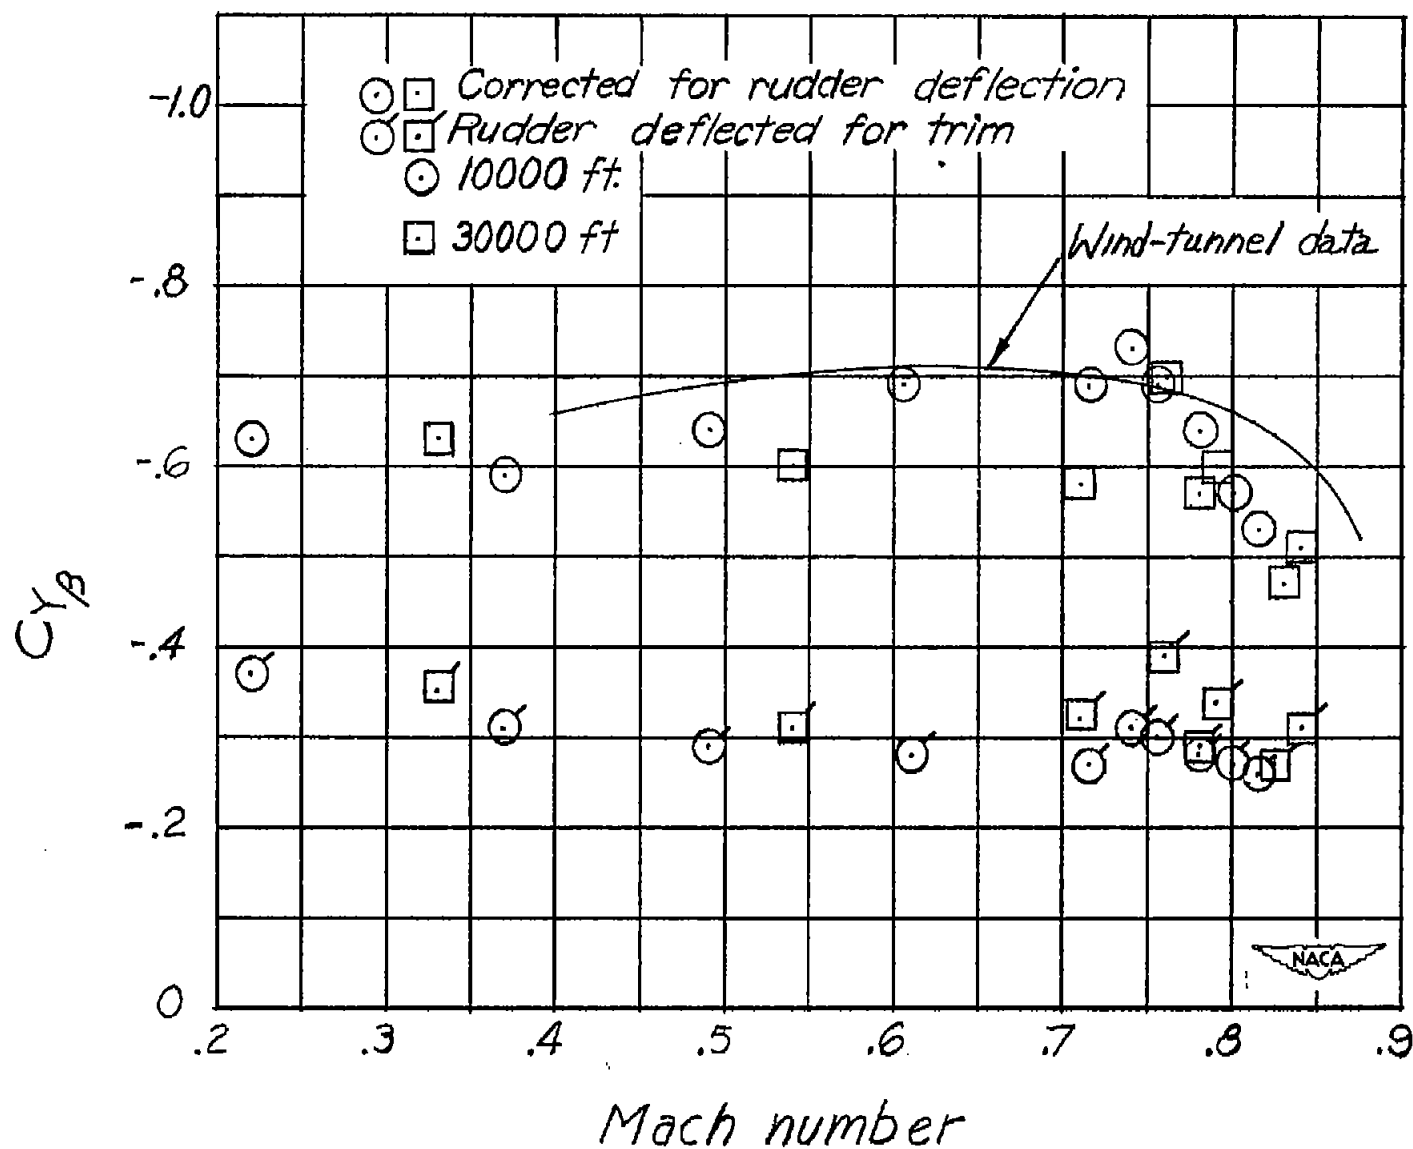 Corrected for rudder deflection
Rudder deflected for trim
10000 ft.
30000 ft
Wind-tunnel data
-1.0
-.8
-.6
-.4
-.2
0
CYβ
.2 .3 .4 .5 .6 .7 .8 .9
Mach number
NACA